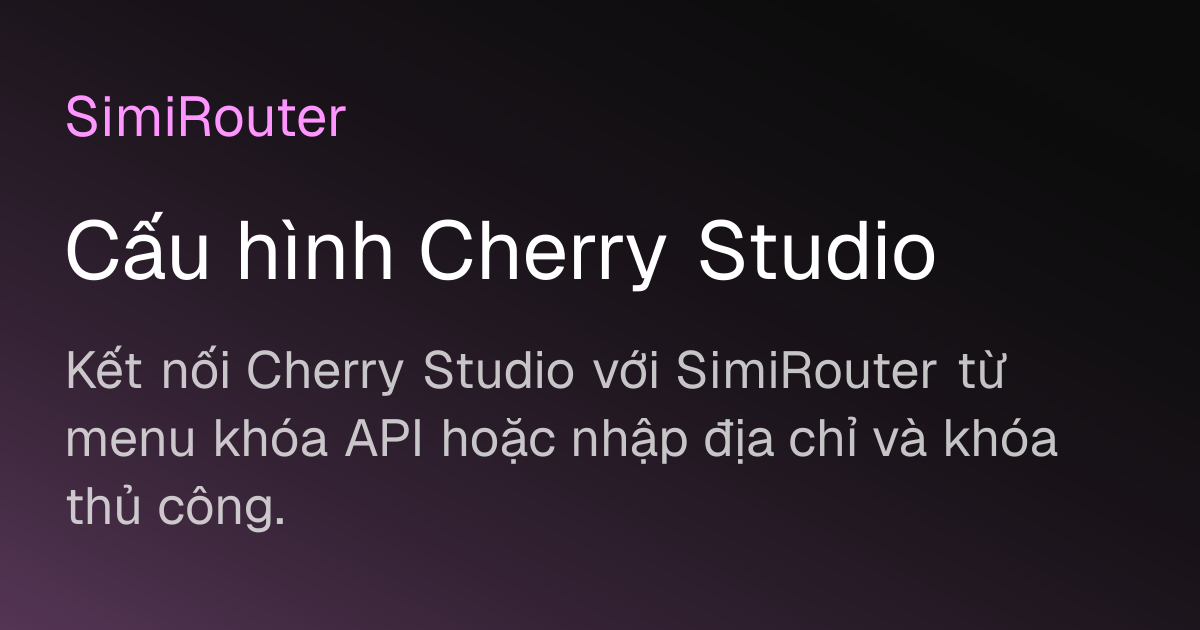 SimiRouter
Cấu hình Cherry Studio
Kết nối Cherry Studio với SimiRouter từ
menu khóa API hoặc nhập địa chỉ và khóa
thủ công.